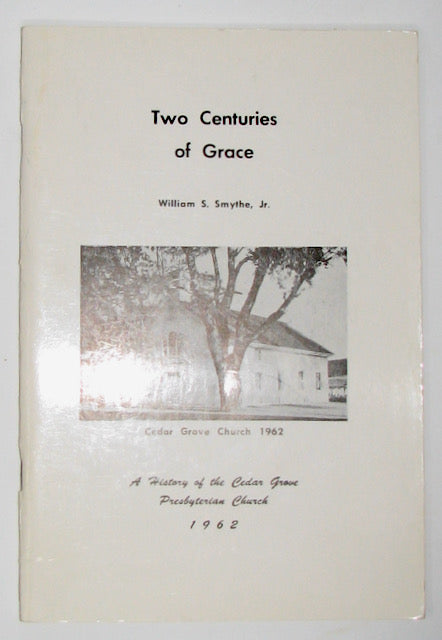 Two Centuries
of Grace
William S. Smythe, Jr.
Cedar Grove Church 1962
A History of the Cedar Grove
Presbyterian Church
1962